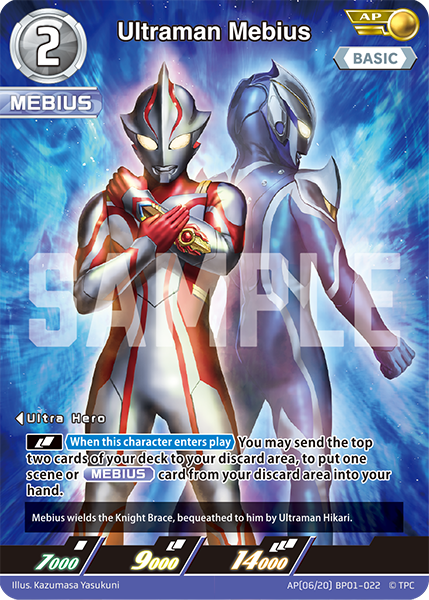 2
Ultraman Mebius
AP
BASIC
MEBIUS
SAMPLE
Ultra Hero
When this character enters play You may send the top
two cards of your deck to your discard area, to put one
scene or MEBIUS card from your discard area into your
hand.
Mebius wields the Knight Brace, bequeathed to him by Ultraman Hikari.
7000 9000 14000
Illus. Kazumasa Yasukuni AP(06/20) BP01-022 © TPC